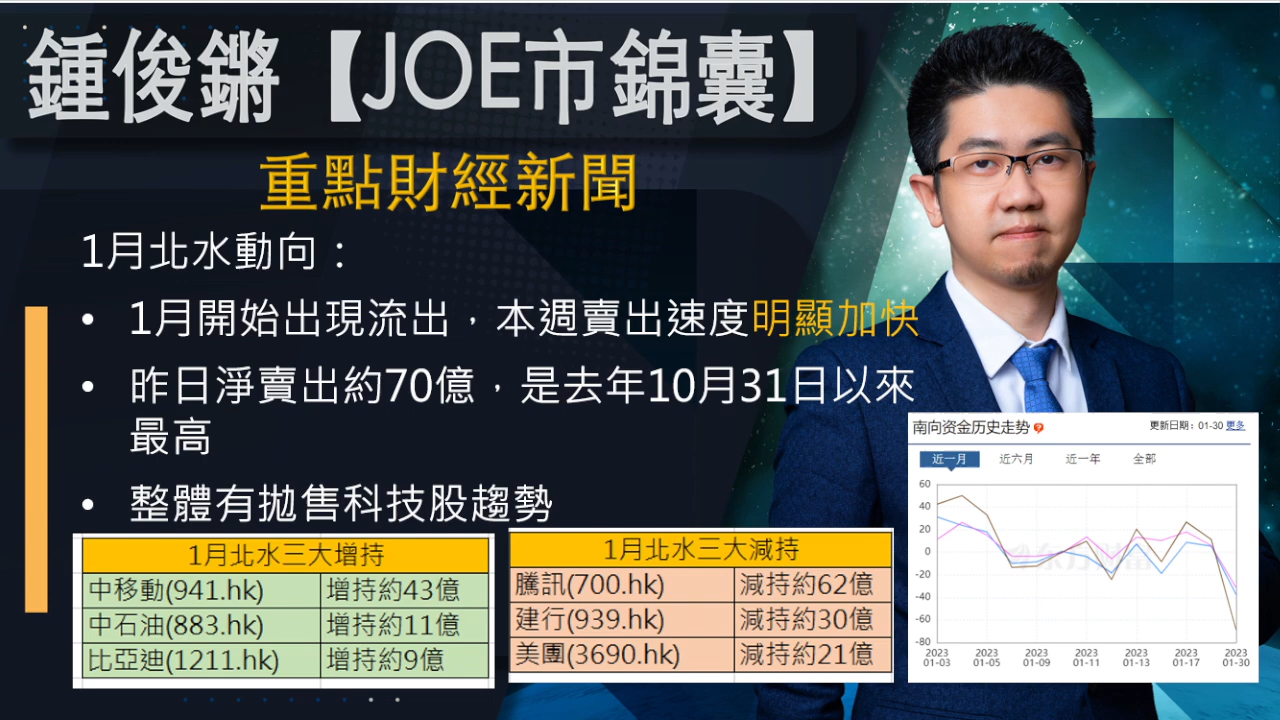 鍾俊鏘【JOE市錦囊】
重點財經新聞
1月北水動向：
• 1月開始出現流出，本週賣出速度明顯加快
• 昨日淨賣出約70億，是去年10月31日以來
最高
• 整體有拋售科技股趨勢
1月北水三大增持
中移動(941.hk) 增持約43億
中石油(883.hk) 增持約11億
比亞迪(1211.hk) 增持約9億
1月北水三大減持
騰訊(700.hk) 減持約62億
建行(939.hk) 減持約30億
美團(3690.hk) 減持約21億
南向资金历史走势 ? 更新日期：01-30 更多
近一月 近六月 近一年 全部
60
40
20
0
-20
-40
-60
-80
2023 2023 2023 2023 2023 2023 2023
01-03 01-05 01-09 01-11 01-13 01-17 01-30